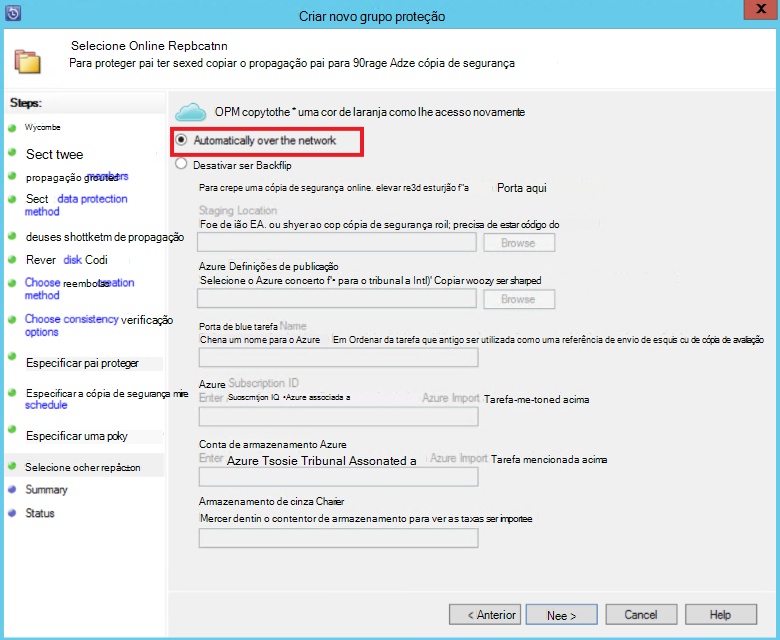 Criar novo grupo proteção
X
Selecione Online Repbcatnn
Para proteger pai ter sexed copiar o propagação pai para 90rage Adze cópia de segurança
Steps:
Wycombe
Sect twee
propagação grouted members
Sect data protection
method
deuses shottketm de propagação
Rever disk Codi
Choose reembolse creation
method
Choose consistency verificação
options
Especificar pai proteger
Especificar a cópia de segurança mire
schedule
Especificar uma poky
Selecione ocher repâcion
Summary
Status
OPM copytothe * uma cor de laranja como lhe acesso novamente
Automatically over the network
Desativar ser Backflip
Para crepe uma cópia de segurança online. elevar re3d esturjão f"a Porta aqui
Staging Location
Foe de ião EA. ou shyer ao cop cópia de segurança roil; precisa de estar código do
Browse
Azure Definições de publicação
Selecione o Azure concerto f'• para o tribunal a Intl)' Copiar woozy ser sharped
Browse
Porta de blue tarefa Name
Chena um nome para o Azure Em Ordenar da tarefa que antigo ser utilizada como uma referência de envio de esquis cu de cópia de avaliação
Azure Subscription ID
Enter Suoscmtjon IQ •Azure associada a Azure Import Tarefa-me-toned acima
Conta de armazenamento Azure
Enter Azure Tsosie Tribunal Assonated a Azure Import Tarefa mencionada acima
Armazenamento de cinza Charier
Mercer dentin o contentor de armazenamento para ver as taxas ser importee
< Anterior
Nee >
Cancel
Help